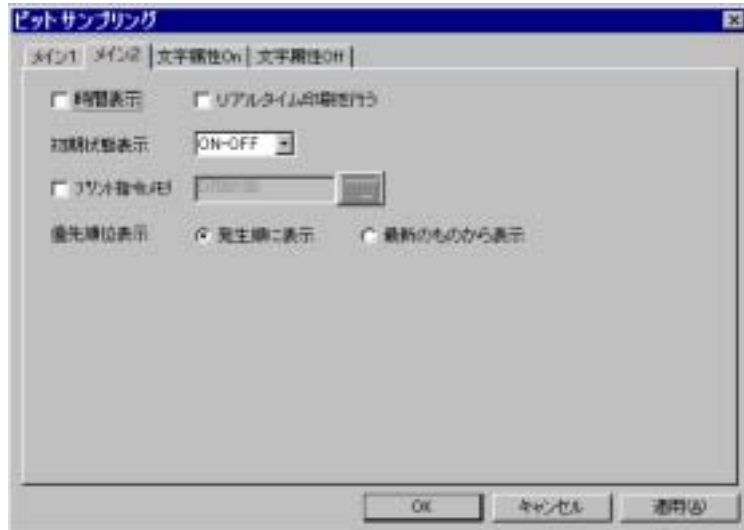 ビットサンプリング
メイン1 メイン2 文字属性On 文字属性Off
時間表示 リアルタイム印刷を行う
初期状態表示 ON-OFF
プリント指令メモリ
優先順位表示 発生順に表示 最新のものから表示
OK キャンセル 適用(A)